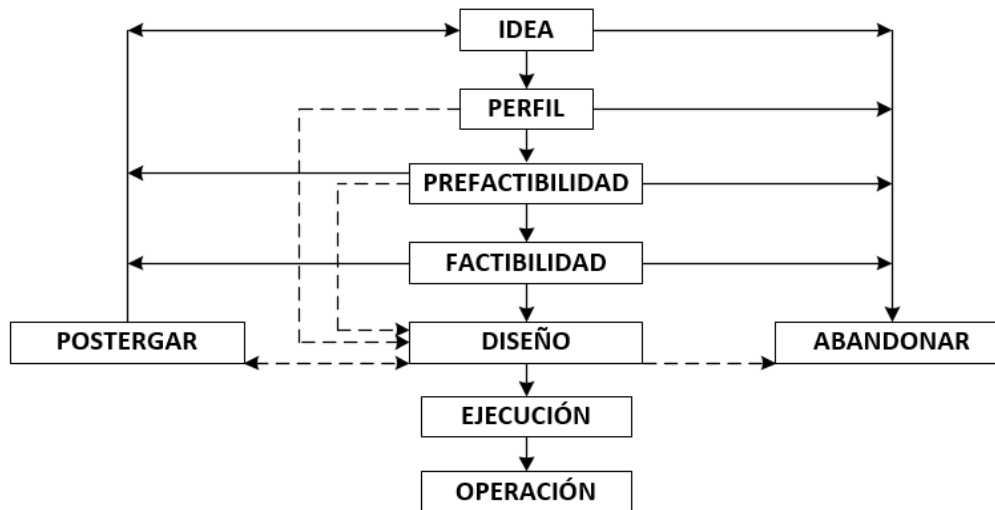 IDEA
PERFIL
PREFACTIBILIDAD
FACTIBILIDAD
POSTERGAR
DISEÑO
ABANDONAR
EJECUCIÓN
OPERACIÓN